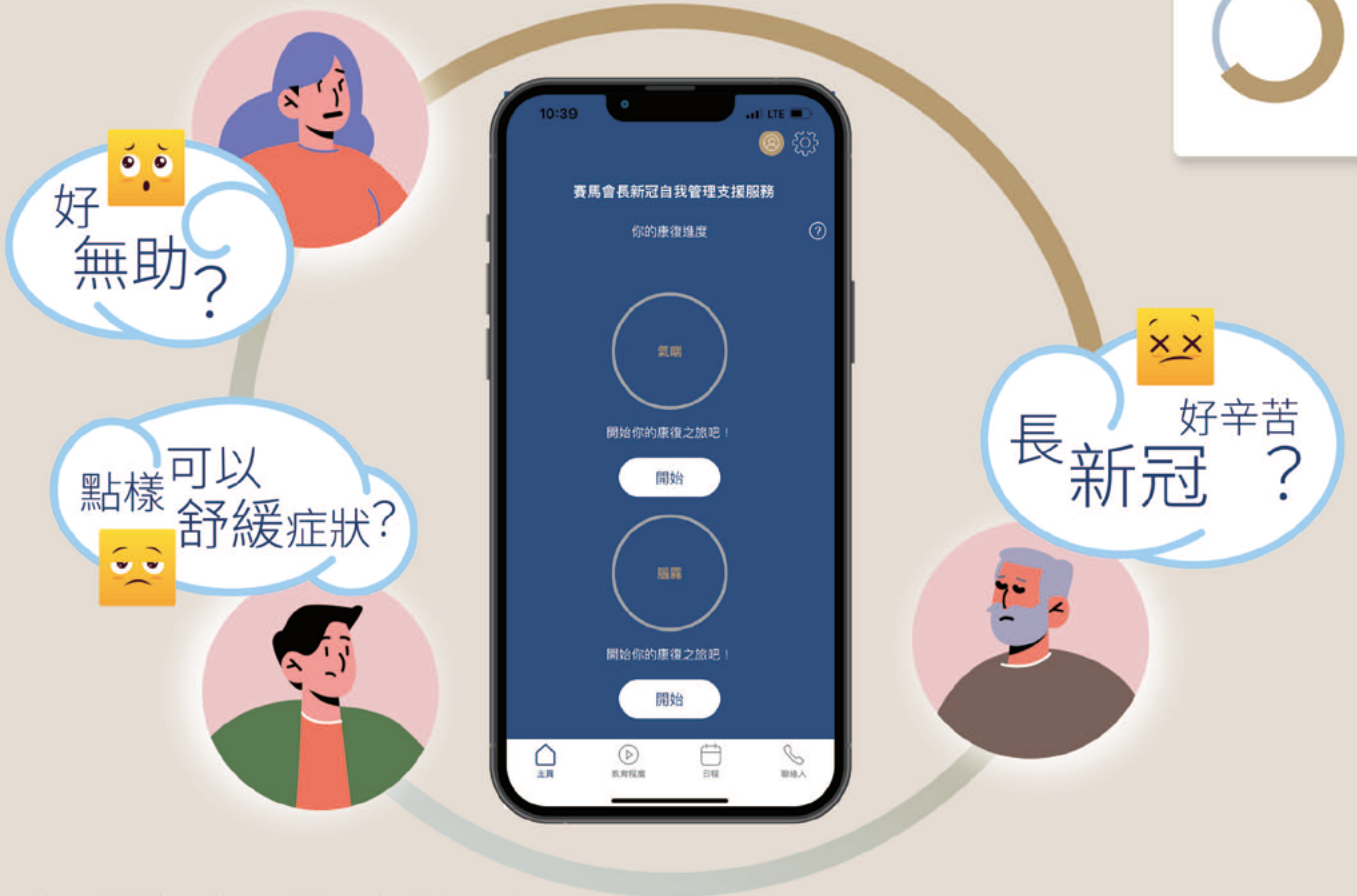 好
無助?
點樣可以
舒緩症狀?
長新冠
好辛苦?
10:39
LTE
賽馬會長新冠自我管理支援服務
你的康復進度
?
氣喘
開始你的康復之旅吧!
開始
腦霧
開始你的康復之旅吧!
開始
主頁
教育程度
日程
聯絡人